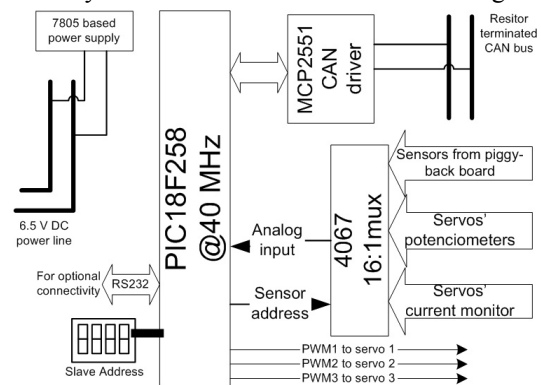 7805 based
power supply
6.5 V DC
power line
For optional
connectivity
RS232
Slave Address
PIC18F258
@40 MHz
MCP2551
CAN
driver
Resitor
terminated
CAN bus
Analog
input
Sensor
address
4067
16:1mux
Sensors from piggy-
back board
Servos'
potenciometers
Servos'
current monitor
PWM1 to servo 1
PWM2 to servo 2
PWM3 to servo 3